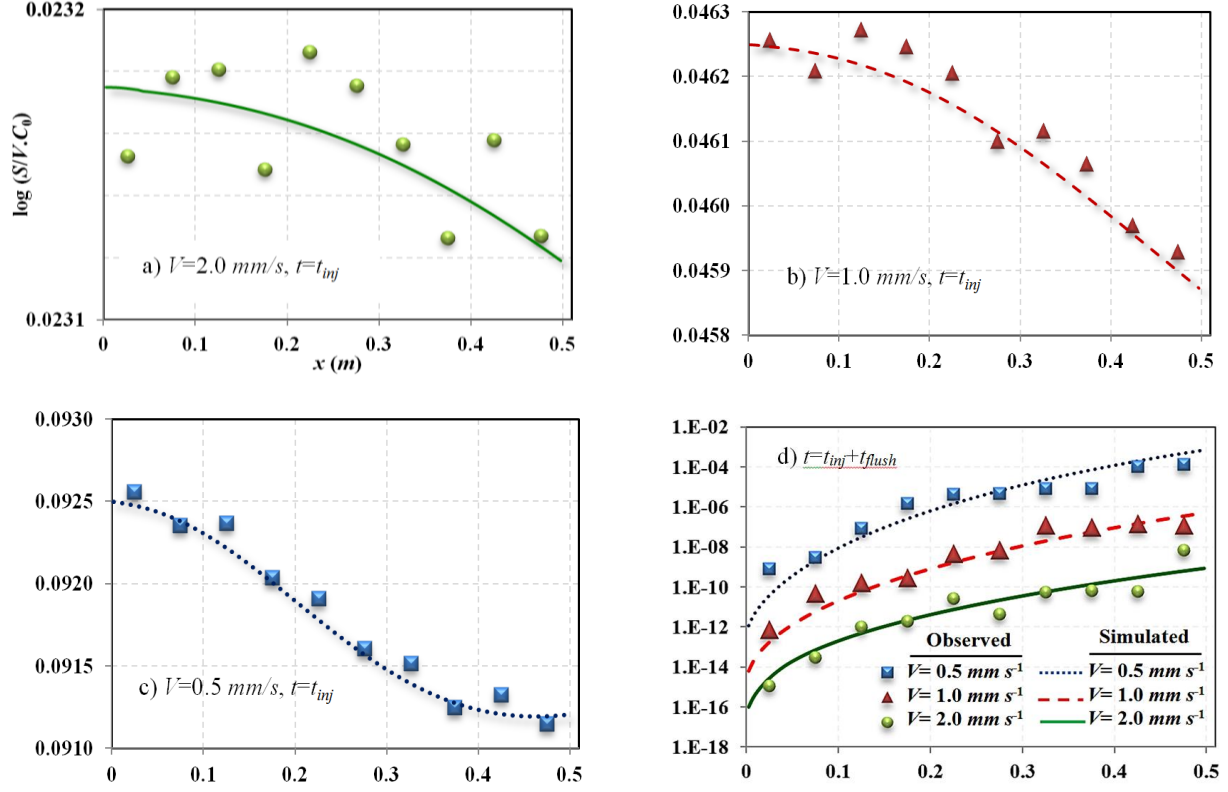 0.0232
log (S/V.C₀)
a) V=2.0 mm/s, t=tinj
0.0231
0 0.1 0.2 0.3 0.4 0.5
x (m)
0.0463
0.0462
0.0461
0.0460
0.0459
0.0458
b) V=1.0 mm/s, t=tinj
0 0.1 0.2 0.3 0.4 0.5
0.0930
0.0925
0.0920
0.0915
0.0910
c) V=0.5 mm/s, t=tinj
0 0.1 0.2 0.3 0.4 0.5
1.E-02
1.E-04
1.E-06
1.E-08
1.E-10
1.E-12
1.E-14
1.E-16
1.E-18
d) t=tinj+tflush
Observed Simulated
V= 0.5 mm s⁻¹ V= 0.5 mm s⁻¹
V= 1.0 mm s⁻¹ V= 1.0 mm s⁻¹
V= 2.0 mm s⁻¹ V= 2.0 mm s⁻¹
0 0.1 0.2 0.3 0.4 0.5